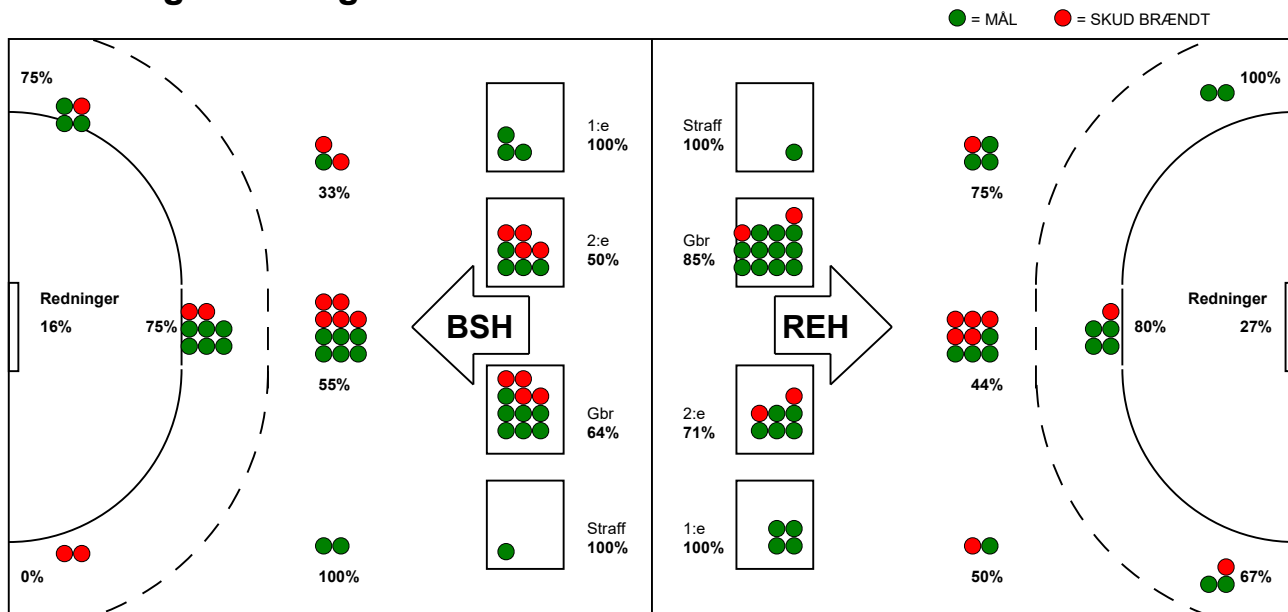 = MÅL = SKUD BRÆNDT
75%
1:e
100%
Straff
100%
100%
33%
75%
2:e
50%
Gbr
85%
Redninger
16%
75%
BSH
REH
80%
Redninger
27%
55%
44%
Gbr
64%
2:e
71%
Straff
100%
1:e
100%
0%
100%
50%
67%